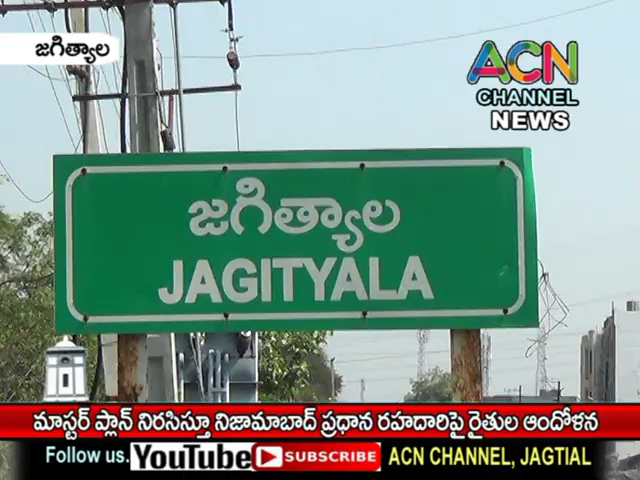 జగిత్యాల
ACN
CHANNEL
NEWS
జగిత్యాల
JAGITYALA
మాస్టర్ ప్లాన్ నిరసిస్తూ నిజామాబాద్ ప్రధాన రహదారిపై రైతుల ఆందోళన
Follow us. YouTube SUBSCRIBE ACN CHANNEL, JAGTIAL